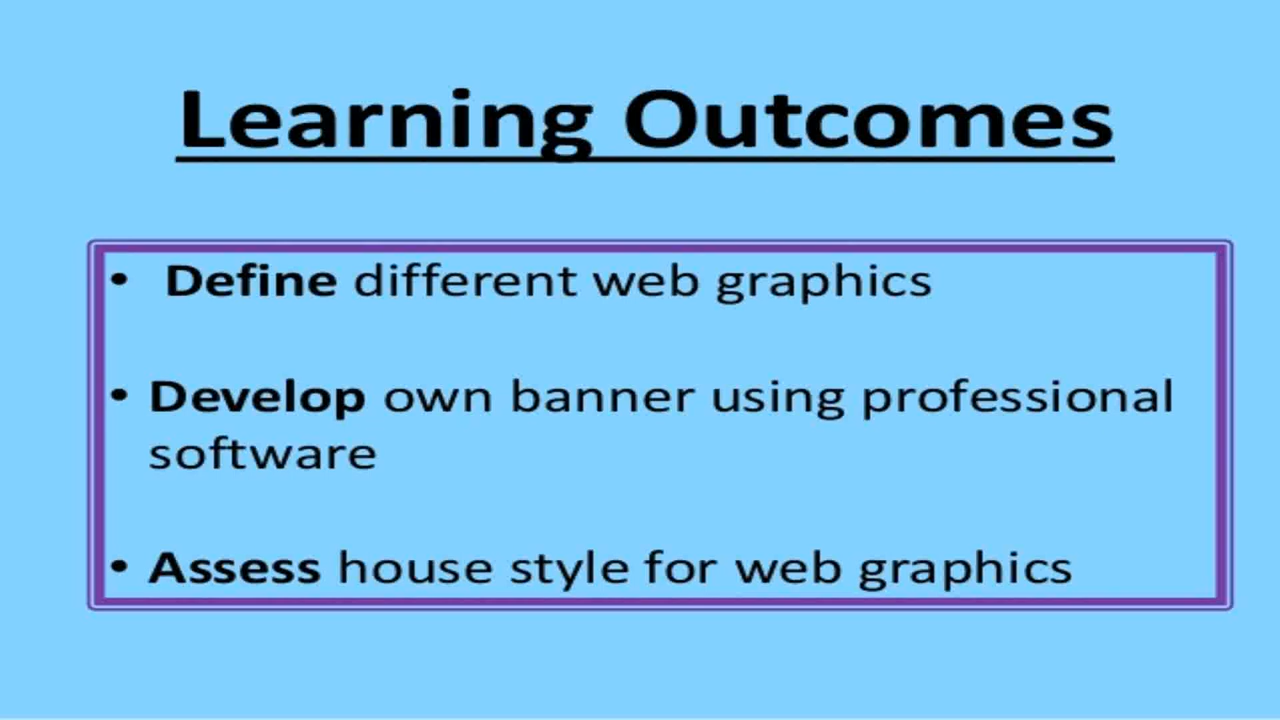 Learning Outcomes
• Define different web graphics
• Develop own banner using professional
software
• Assess house style for web graphics